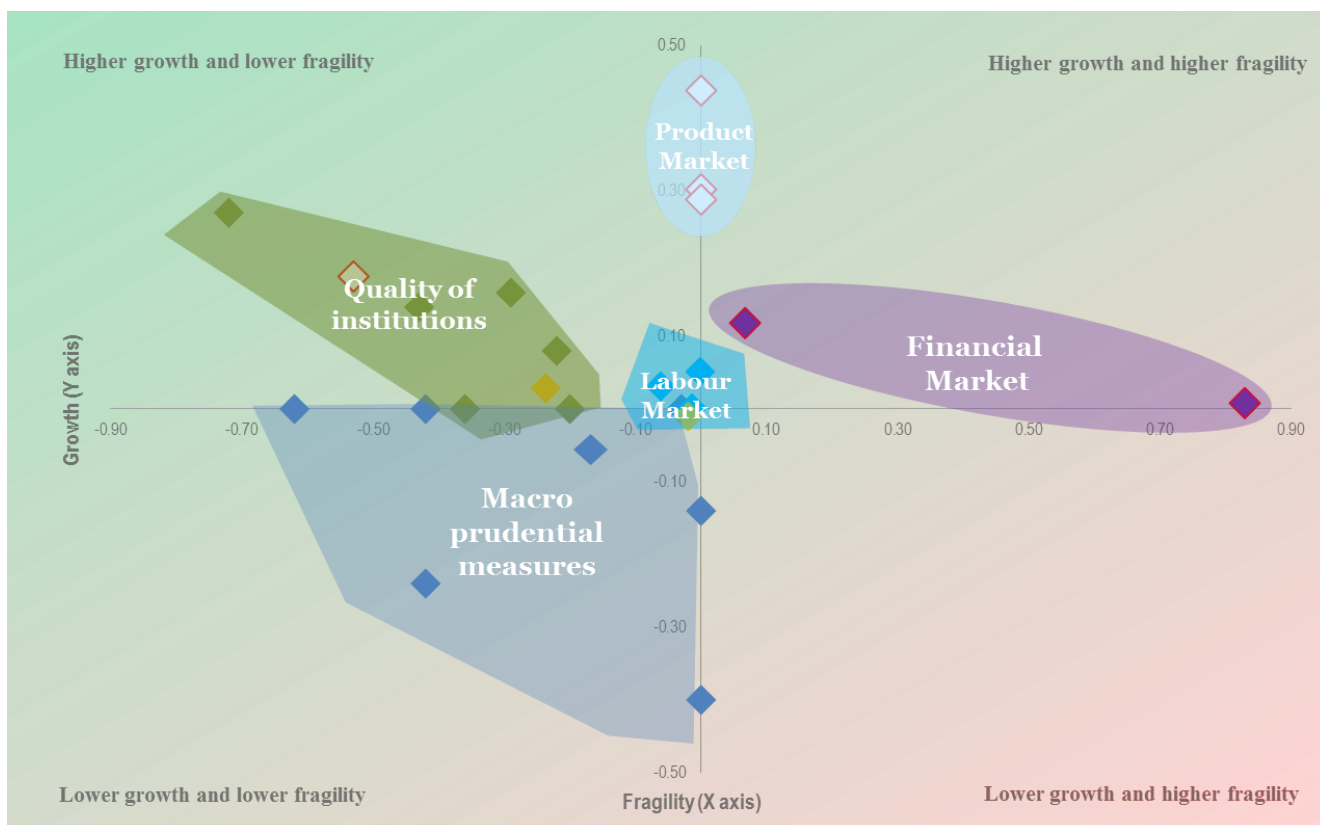 0.50
Higher growth and lower fragility
Higher growth and higher fragility
Product
Market
0.30
Quality of
institutions
0.10
Financial
Market
Labour
Market
Growth (Y axis)
-0.90
-0.70
-0.50
-0.30
-0.10
0.10
0.30
0.50
0.70
0.90
-0.10
Macro
prudential
measures
-0.30
-0.50
Lower growth and lower fragility
Fragility (X axis)
Lower growth and higher fragility